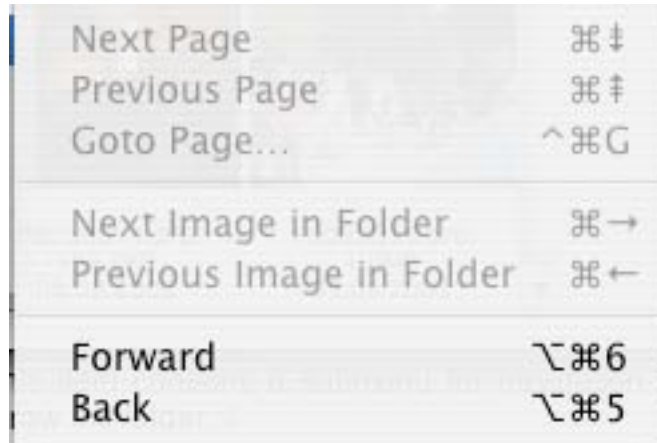 Next Page ⌘⇟
Previous Page ⌘⇞
Goto Page... ^⌘G
Next Image in Folder ⌘→
Previous Image in Folder ⌘←
Forward ⌥⌘6
Back ⌥⌘5